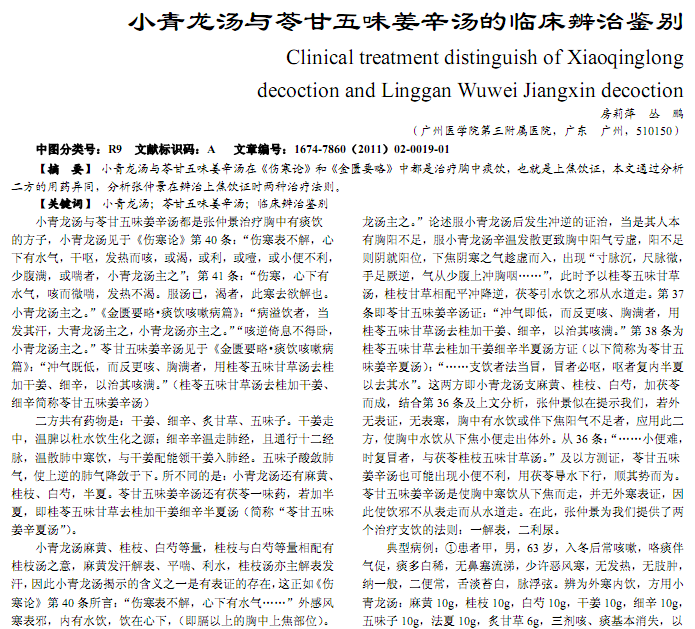 小青龙汤与苓甘五味姜辛汤的临床辨治鉴别
Clinical treatment distinguish of Xiaoqinglong
decoction and Linggan Wuwei Jiangxin decoction
房莉萍 丛 鹏
（广州医学院第三附属医院，广东 广州，510150）
中图分类号：R9 文献标识码：A 文章编号：1674-7860（2011）02-0019-01
【摘 要】 小青龙汤与苓甘五味姜辛汤在《伤寒论》和《金匮要略》中都是治疗胸中痰饮，也就是上焦饮证，本文通过分析
二方的用药异同，分析张仲景在辨治上焦饮证时两种治疗法则。
【关键词】 小青龙汤；苓甘五味姜辛汤；临床辨治鉴别
小青龙汤与苓甘五味姜辛汤都是张仲景治疗胸中有痰饮
的方子，小青龙汤见于《伤寒论》第 40 条：“伤寒表不解，心
下有水气，干呕，发热而咳，或渴，或利，或噎，或小便不利，
少腹满，或喘者，小青龙汤主之”；第 41 条：“伤寒，心下有
水气，咳而微喘，发热不渴。服汤已，渴者，此寒去欲解也。
小青龙汤主之。”《金匮要略•痰饮咳嗽病篇》：“病溢饮者，当
发其汗，大青龙汤主之，小青龙汤亦主之。”“咳逆倚息不得卧，
小青龙汤主之。”苓甘五味姜辛汤见于《金匮要略•痰饮咳嗽病
篇》：“冲气既低，而反更咳、胸满者，用桂苓五味甘草汤去桂
加干姜、细辛，以治其咳满。”（桂苓五味甘草汤去桂加干姜、
细辛简称苓甘五味姜辛汤）
二方共有药物是：干姜、细辛、炙甘草、五味子。干姜走
中，温脾以杜水饮生化之源；细辛辛温走肺经，且通行十二经
脉，温散肺中寒饮，与干姜配能领干姜入肺经。五味子酸敛肺
气，使上逆的肺气降敛于下。所不同的是：小青龙汤还有麻黄、
桂枝、白芍，半夏。苓甘五味姜辛汤还有茯苓一味药，若加半
夏，即桂苓五味甘草去桂加干姜细辛半夏汤（简称“苓甘五味
姜辛夏汤”）。
小青龙汤麻黄、桂枝、白芍等量，桂枝与白芍等量相配有
桂枝汤之意，麻黄发汗解表、平喘、利水，桂枝汤亦主解表发
汗，因此小青龙汤揭示的含义之一是有表证的存在，这正如《伤
寒论》第 40 条所言：“伤寒表不解，心下有水气……”外感风
寒表邪，内有水饮，饮在心下，（即膈以上的胸中上焦部位）。
龙汤主之。”论述服小青龙汤后发生冲逆的证治，当是其人本
有胸阳不足，服小青龙汤辛温发散更致胸中阳气亏虚，阳不足
则阴就阳位，下焦阴寒之气趁虚而入，出现“寸脉沉，尺脉微，
手足厥逆，气从少腹上冲胸咽……”，此时予以桂苓五味甘草
汤，桂枝甘草相配平冲降逆，茯苓引水饮之邪从水道走。第 37
条即苓甘五味姜辛汤证：“冲气即低，而反更咳、胸满者，用
桂苓五味甘草汤去桂加干姜、细辛，以治其咳满。”第 38 条为
桂苓五味甘草去桂加干姜细辛半夏汤方证（以下简称为苓甘五
味姜辛夏汤）：“……支饮者法当冒，冒者必呕，呕者复内半夏
以去其水”。这两方即小青龙汤支麻黄、桂枝、白芍，加茯苓
而成，结合第 36 条及上文分析，张仲景似在提示我们，若外
无表证，无表寒，胸中有水饮或伴下焦阳气不足者，应用此二
方，使胸中水饮从下焦小便走出体外。从 36 条：“……小便难，
时复冒者，与茯苓桂枝五味甘草汤。”及以方测证，苓甘五味
姜辛汤也可能出现小便不利，用茯苓导水下行，顺其势而为。
苓甘五味姜辛汤是使胸中寒饮从下焦而走，并无外寒表证，因
此使饮邪不从表走而从水道走。在此，张仲景为我们提供了两
个治疗支饮的法则：一解表，二利尿。
典型病例：①患者甲，男，63 岁，入冬后常咳嗽，咯痰伴
气促，痰多白稀，无鼻塞流涕，少许恶风寒，无发热，无肢肿，
纳一般，二便常，舌淡苔白，脉浮弦。辨为外寒内饮，方用小
青龙汤：麻黄 10g，桂枝 10g，白芍 10g，干姜 10g，细辛 10g，
五味子 10g，法夏 10g，炙甘草 6g，三剂咳、痰基本消失，以